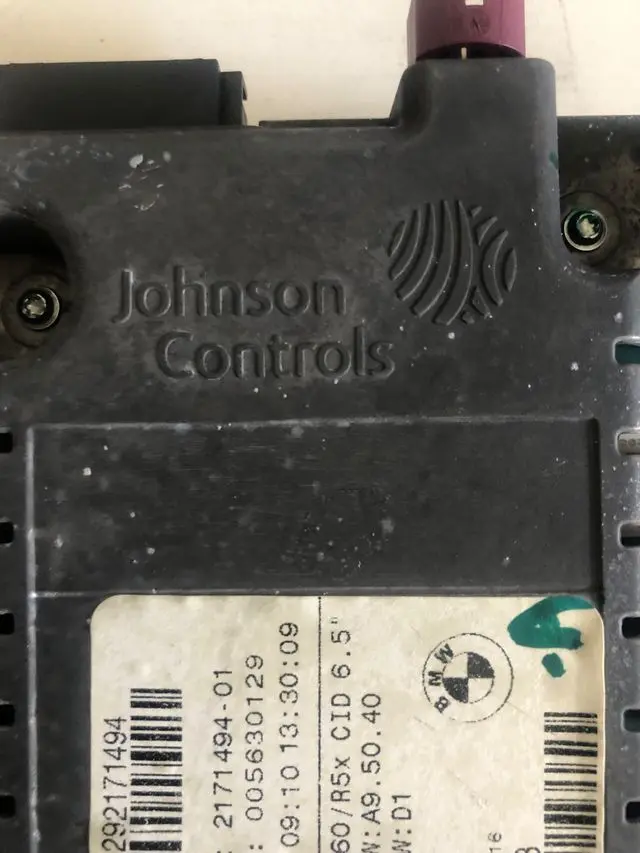 Johnson
Controls
292171494
2171494-01
: 005630129
09:10 13:30:09
60/R5x CID 6.5"
W:A9.50.40
W:D1
BMW
16